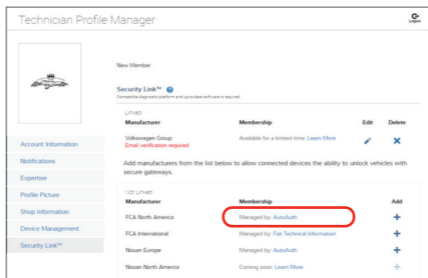 Technician Profile Manager
Logout
New Member
Security Link™
Compatible diagnostic platform and up-to-date software is required.
Linked
Manufacturer Membership Edit Delete
Volkswagen Group Available for a limited time: Learn More
Email verification required
Add manufacturers from the list below to allow connected devices the ability to unlock vehicles with
secure gateways.
Not Linked
Manufacturer Membership Add
FCA North America Managed by: AutoAuth
FCA International Managed by: Fiat Technical Information
Nissan Europe Managed by: AutoAuth
Nissan North America Coming soon: Learn More
Account Information
Notifications
Expertise
Profile Picture
Shop Information
Device Management
Security Link™